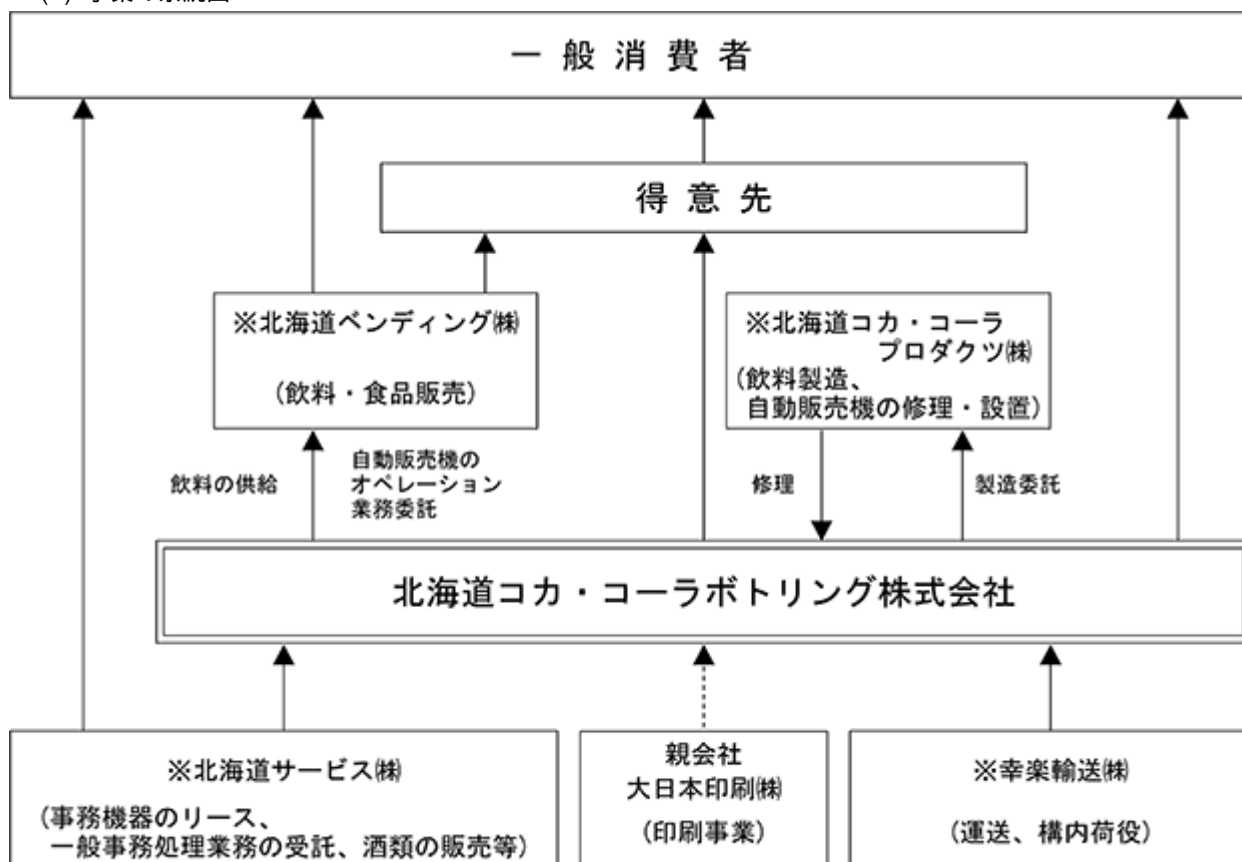 一般消費者
得意先
※北海道ベンディング㈱
(飲料・食品販売)
※北海道コカ・コーラ
プロダクツ㈱
(飲料製造、
自動販売機の修理・設置)
飲料の供給
自動販売機の
オペレーション
業務委託
修理
製造委託
北海道コカ・コーラボトリング株式会社
※北海道サービス㈱
(事務機器のリース、
一般事務処理業務の受託、酒類の販売等)
親会社
大日本印刷㈱
(印刷事業)
※幸楽輸送㈱
(運送、構内荷役)